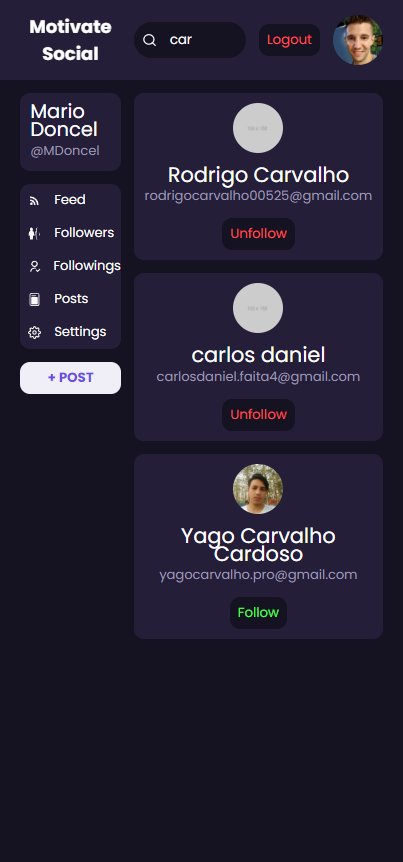 Motivate
Social
car
Logout
Mario
Doncel
@MDoncel
Feed
Followers
Followings
Posts
Settings
+ POST
Rodrigo Carvalho
rodrigocarvalho00525@gmail.com
Unfollow
carlos daniel
carlosdaniel.faita4@gmail.com
Unfollow
Yago Carvalho
Cardoso
yagocarvalho.pro@gmail.com
Follow